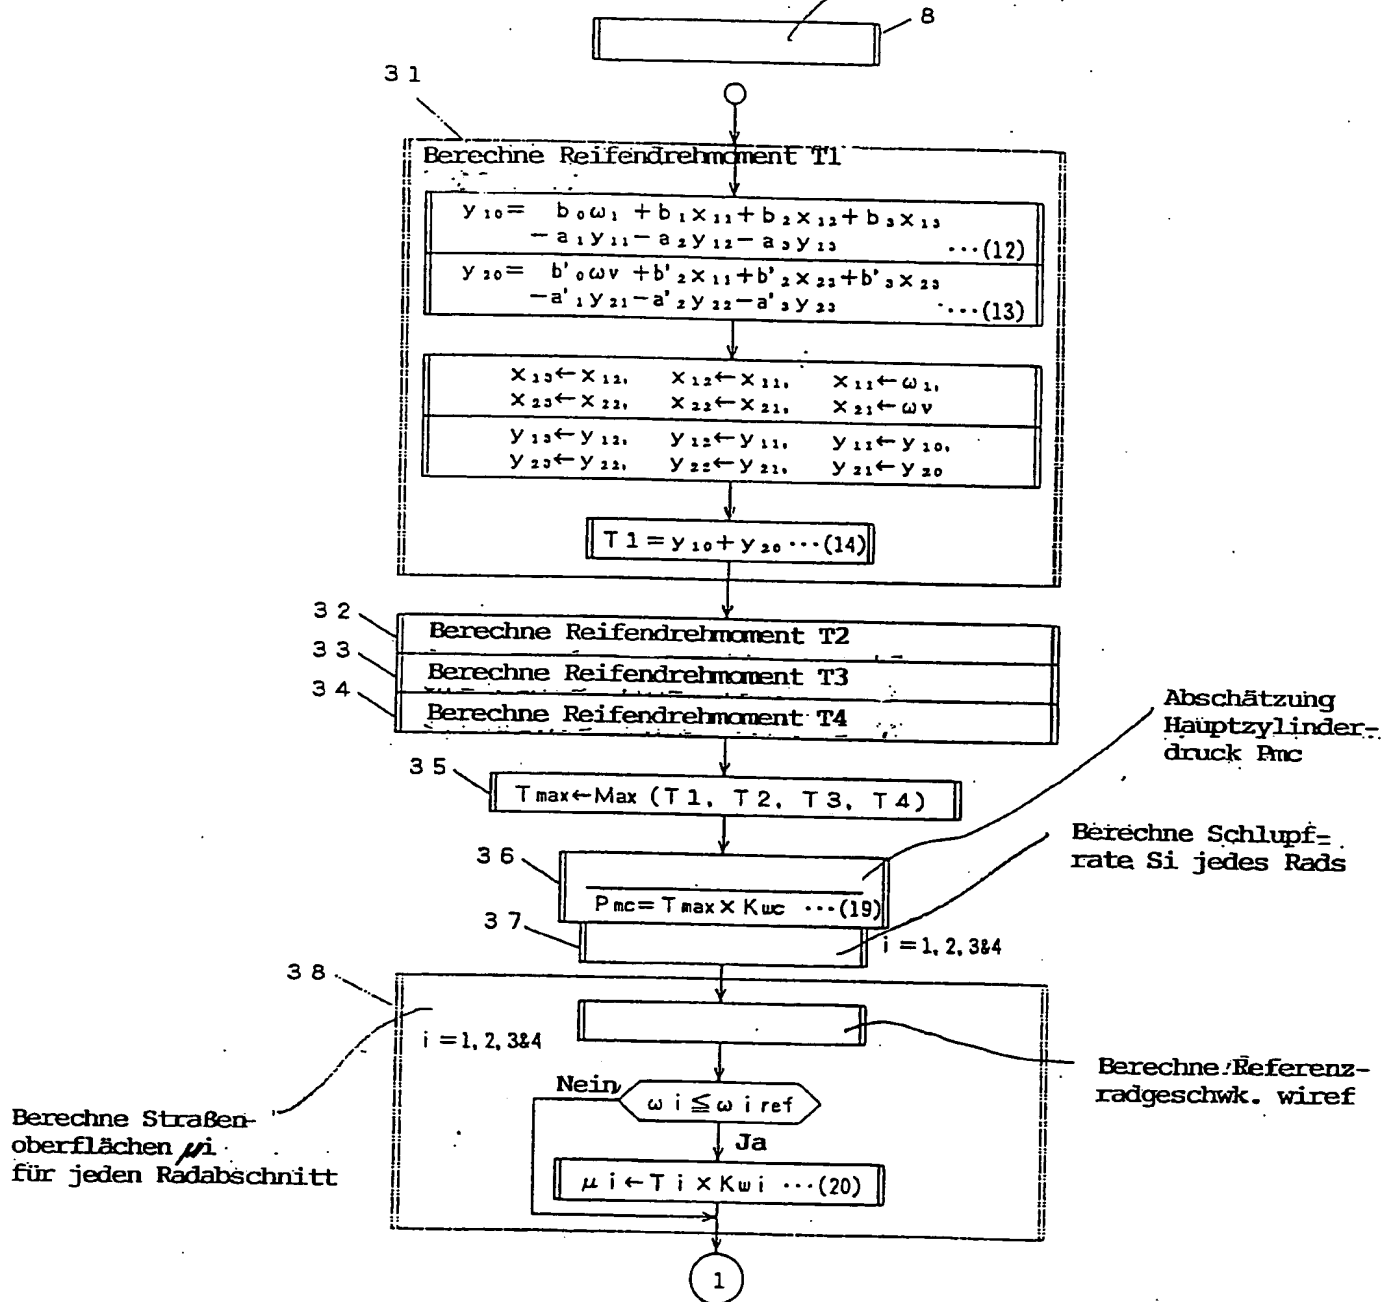 8
31
Berechne Reifendrehmoment T1
y₁₀= b₀ω₁ +b₁x₁₁+b₂x₁₂+b₃x₁₃
−a₁y₁₁−a₂y₁₂−a₃y₁₃ ···(12)
y₂₀= b'₀ωv +b'₂x₁₁+b'₂x₂₃+b'₃x₂₃
−a'₁y₂₁−a'₂y₂₂−a'₃y₂₃ ···(13)
x₁₃←x₁₂, x₁₂←x₁₁, x₁₁←ω₁,
x₂₃←x₂₂, x₂₂←x₂₁, x₂₁←ωv
y₁₃←y₁₂, y₁₂←y₁₁, y₁₁←y₁₀,
y₂₃←y₂₂, y₂₂←y₂₁, y₂₁←y₂₀
T1=y₁₀+y₂₀ ···(14)
32
Berechne Reifendrehmoment T2
33
Berechne Reifendrehmoment T3
34
Berechne Reifendrehmoment T4
Abschätzung
Hauptzylinder-
druck Pmc
35
Tmax←Max (T1, T2, T3, T4)
Berechne Schlupf-
rate Si jedes Rads
36
Pmc=Tmax×Kwc ···(19)
37
i=1, 2, 3&4
38
i=1, 2, 3&4
Berechne Referenz-
radgeschwk. wiref
Nein
ωi≦ωiref
Ja
Berechne Straßen-
oberflächen μi
für jeden Radabschnitt
μi←Ti×Kwi ···(20)
1